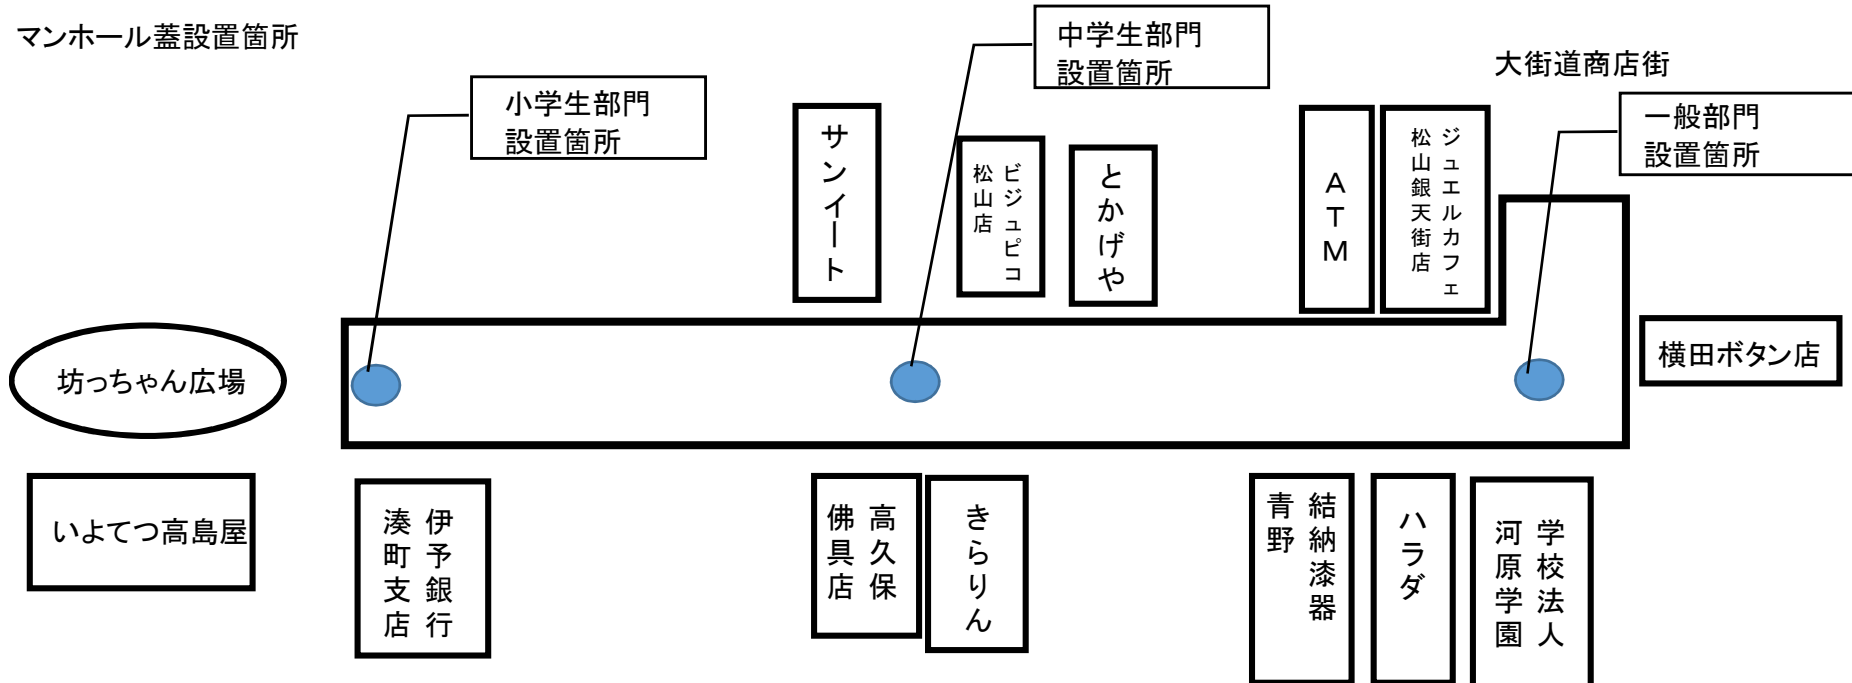 マンホール蓋設置箇所
中学生部門
設置箇所
大街道商店街
小学生部門
設置箇所
一般部門
設置箇所
サンイート
ビジュピコ
松山店
とかげや
ＡＴＭ
ジュエルカフェ
松山銀天街店
坊っちゃん広場
横田ボタン店
いよてつ高島屋
伊予銀行
湊町支店
高久保
佛具店
きらりん
結納漆器
青野
ハラダ
学校法人
河原学園